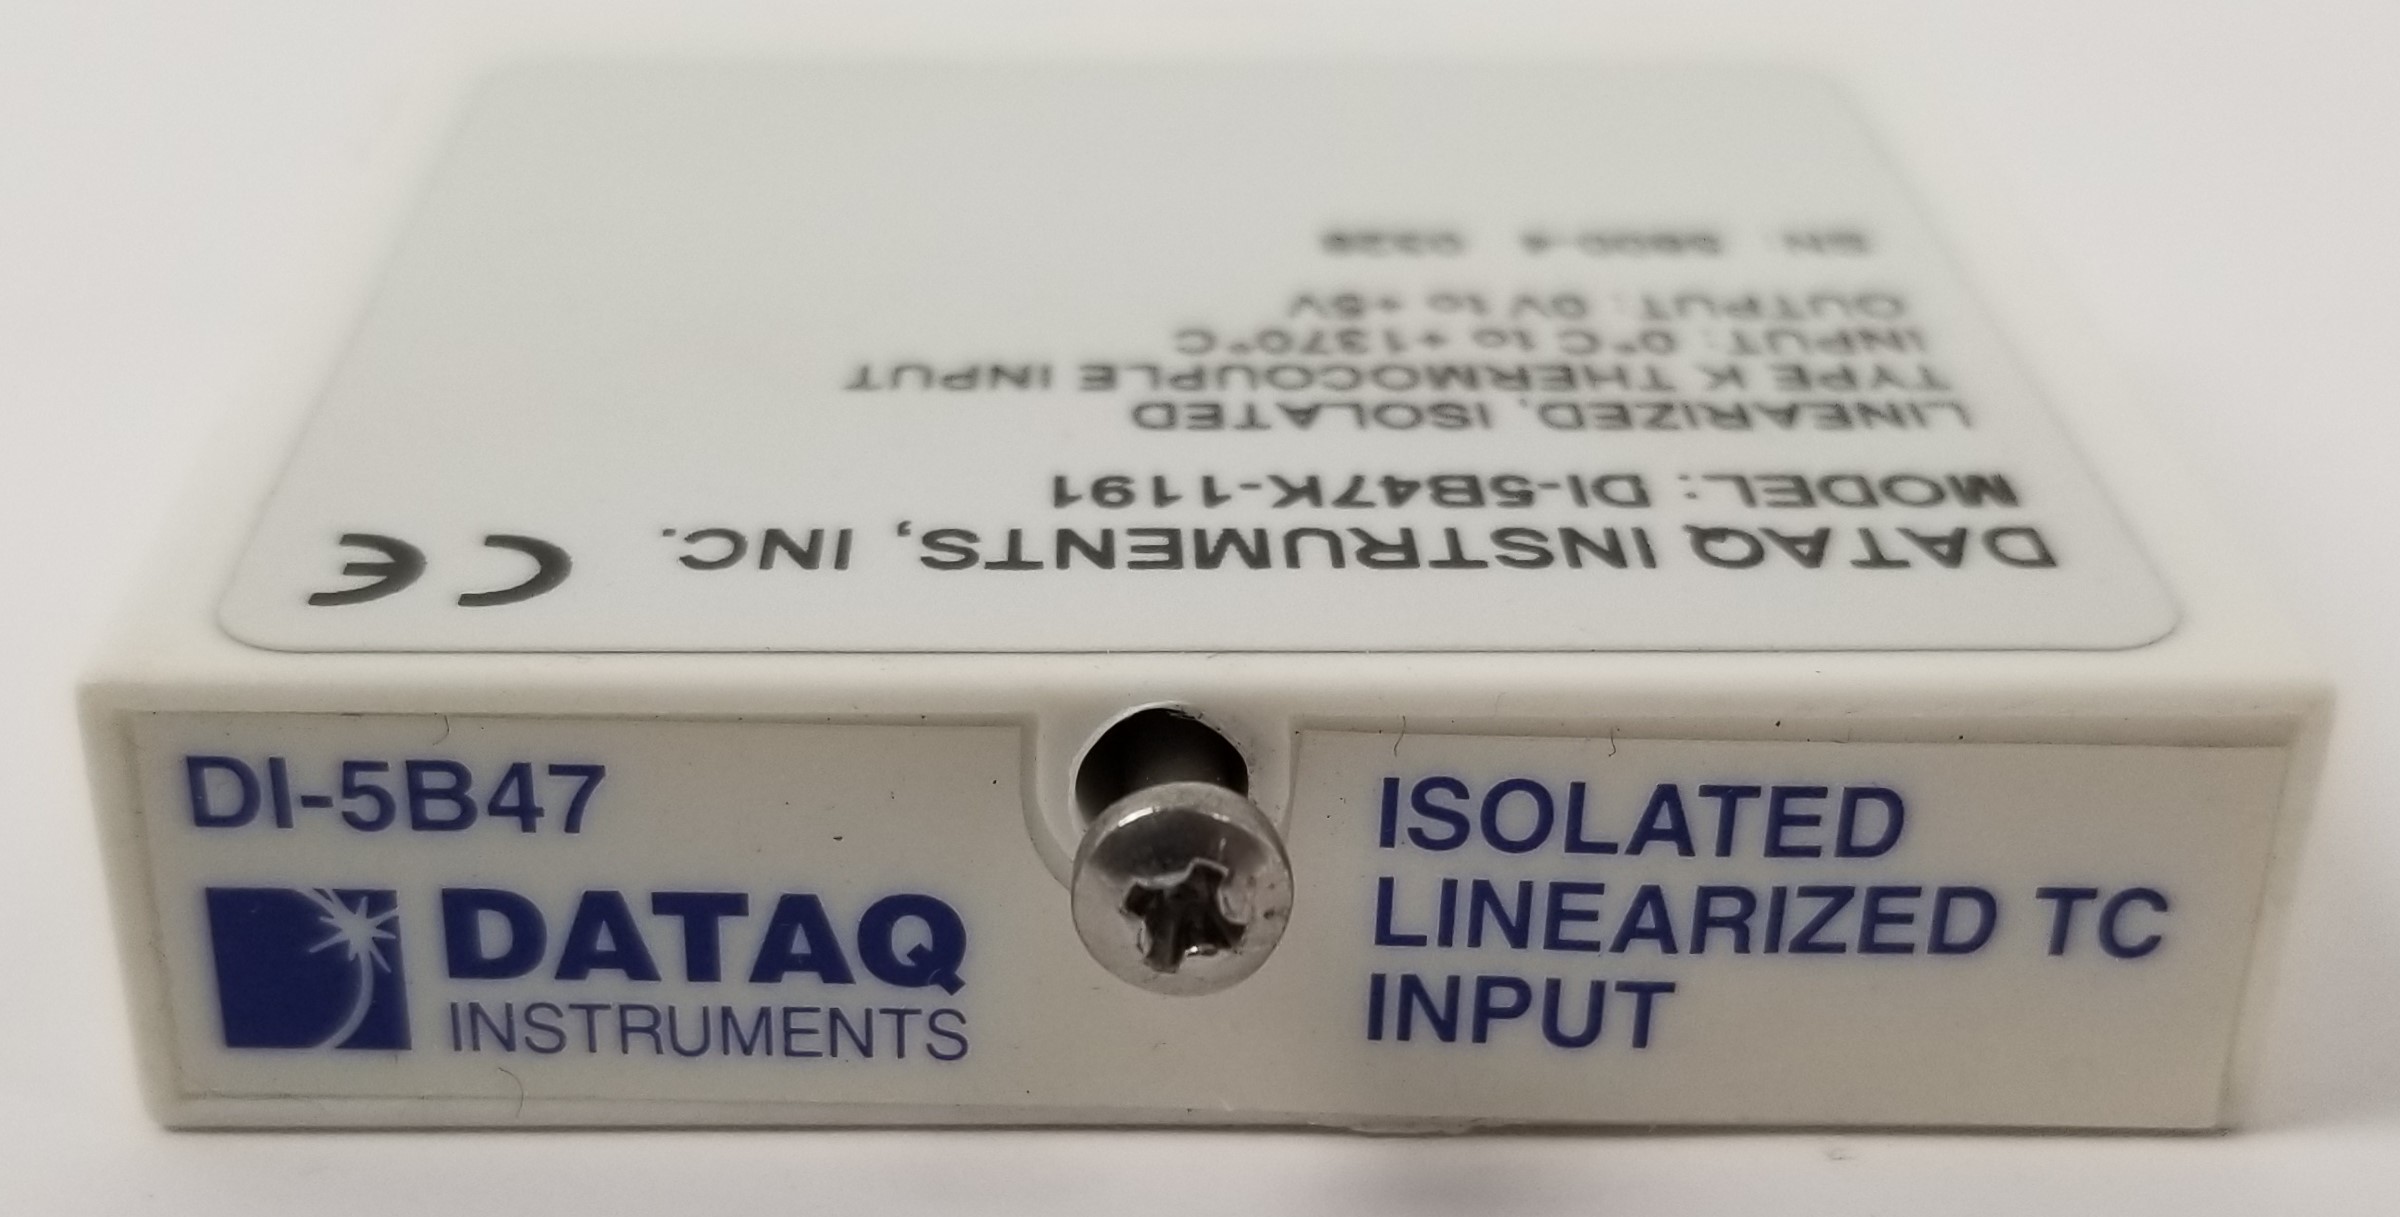 DATAQ INSTRUMENTS, INC. CE
MODEL: DI-5B47K-1191
LINEARIZED, ISOLATED
TYPE K THERMOCOUPLE INPUT
INPUT: 0°C to +1370°C
OUTPUT: 0V to +5V
SN:
DI-5B47
DATAQ
INSTRUMENTS
ISOLATED
LINEARIZED TC
INPUT